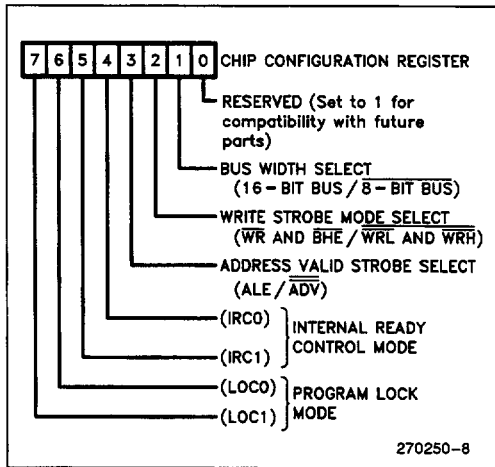 7 6 5 4 3 2 1 0 CHIP CONFIGURATION REGISTER
RESERVED (Set to 1 for
compatibility with future
parts)
BUS WIDTH SELECT
(16-BIT BUS / 8-BIT BUS)
WRITE STROBE MODE SELECT
(WR AND BHE / WRL AND WRH)
ADDRESS VALID STROBE SELECT
(ALE / ADV)
(IRC0)
INTERNAL READY
CONTROL MODE
(IRC1)
(LOC0)
PROGRAM LOCK
MODE
(LOC1)
270250-8